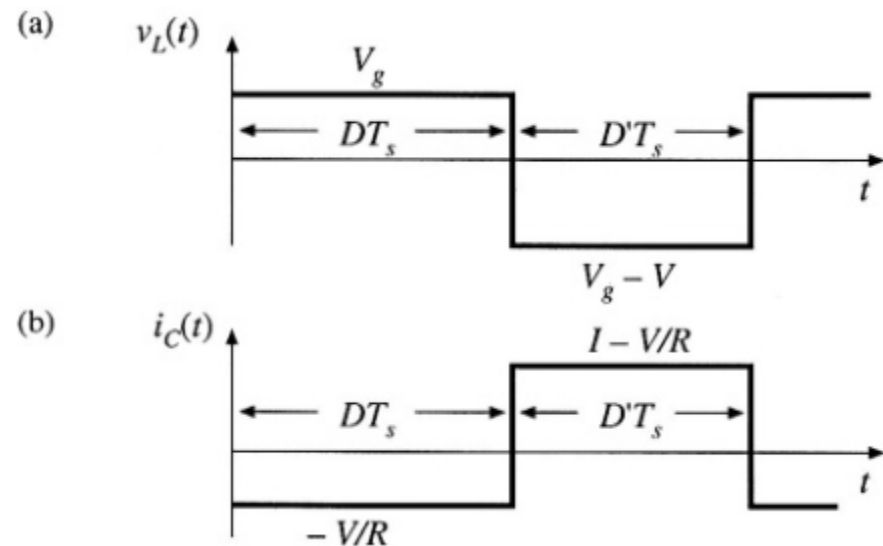 (a) v_L(t)
V_g
DT_s D'T_s
t
V_g – V
(b) i_C(t)
I – V/R
DT_s D'T_s
t
– V/R